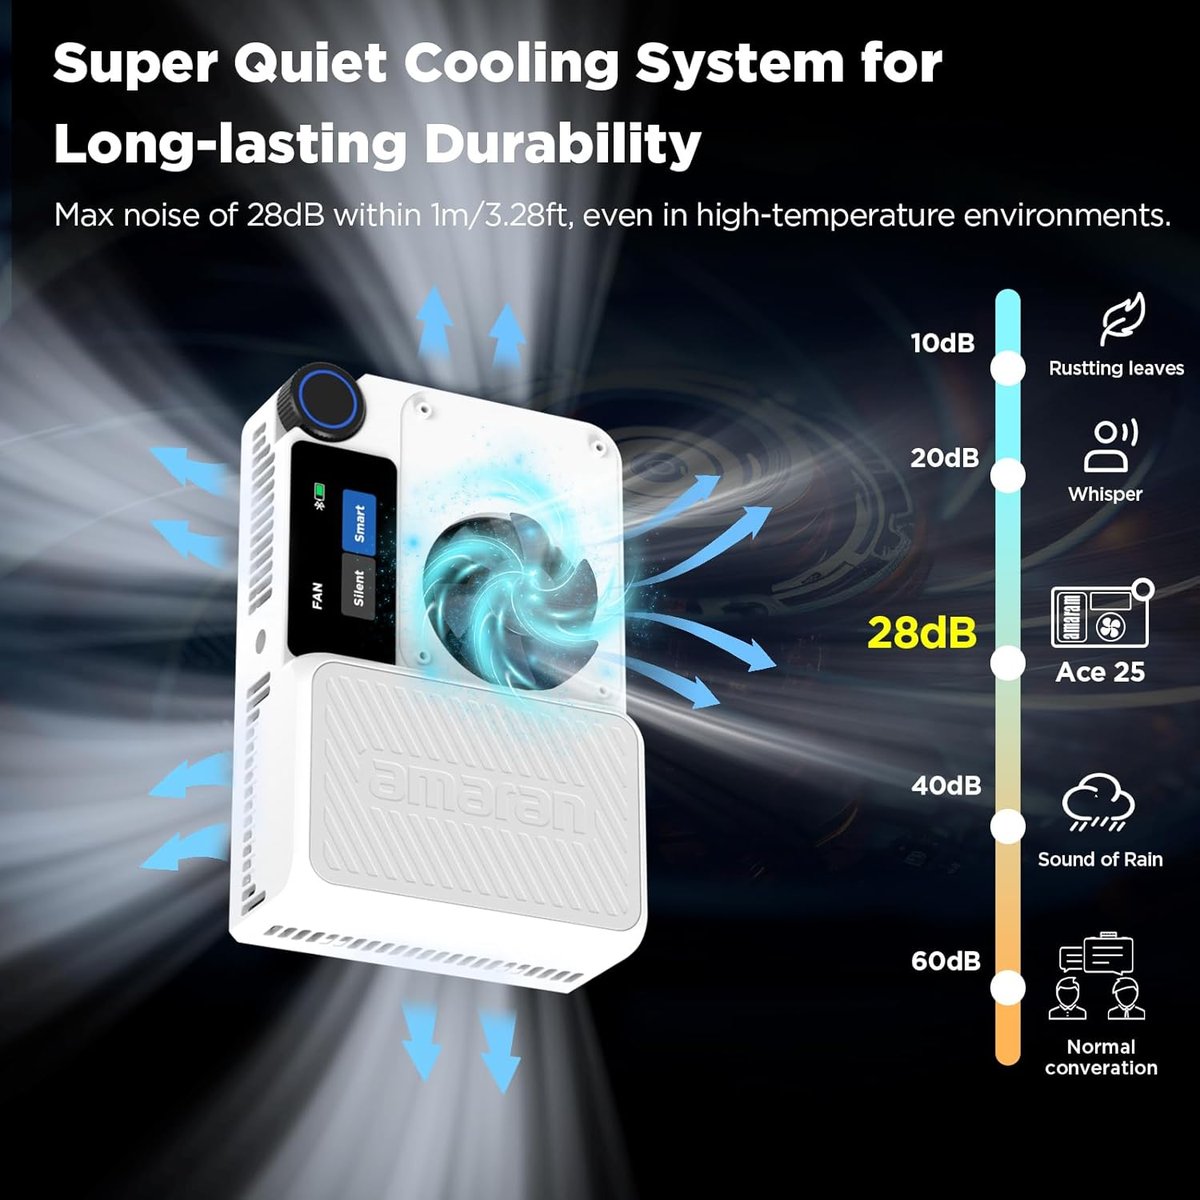 Super Quiet Cooling System for
Long-lasting Durability
Max noise of 28dB within 1m/3.28ft, even in high-temperature environments.
FAN
Silent
Smart
amaran
10dB
Rustting leaves
20dB
Whisper
28dB
amaram
Ace 25
40dB
Sound of Rain
60dB
Normal
converation